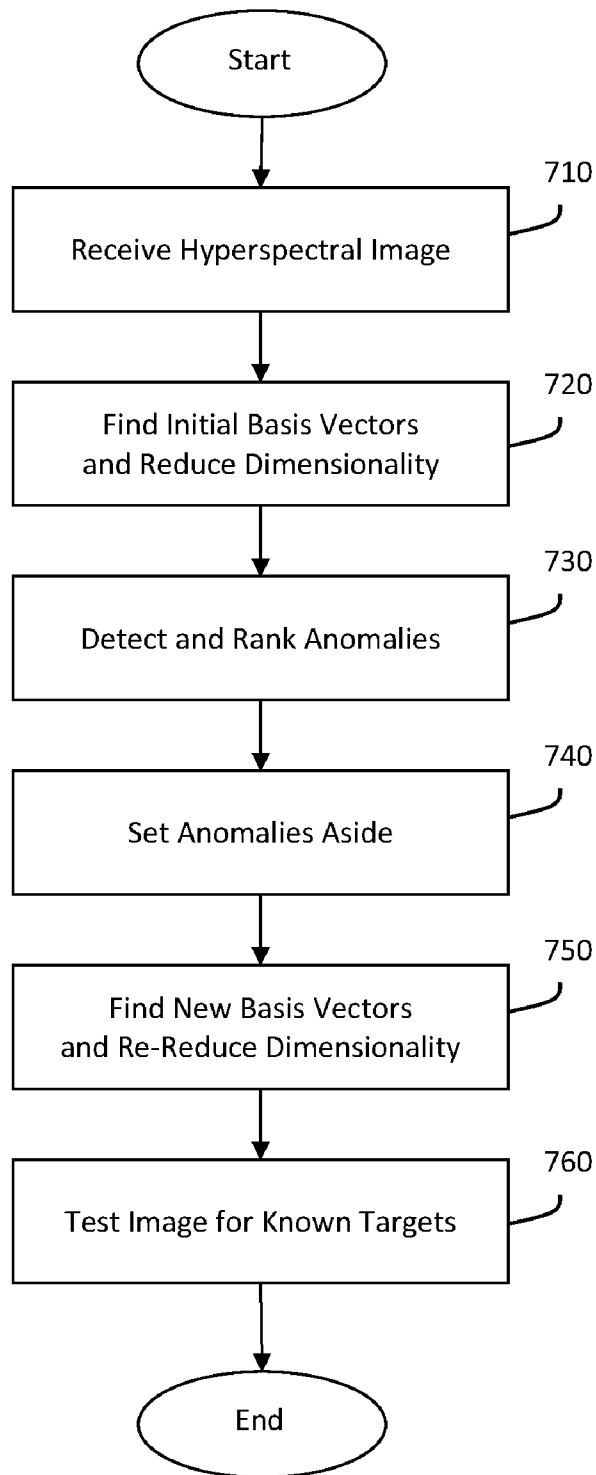 Start
710
Receive Hyperspectral Image
720
Find Initial Basis Vectors
and Reduce Dimensionality
730
Detect and Rank Anomalies
740
Set Anomalies Aside
750
Find New Basis Vectors
and Re-Reduce Dimensionality
760
Test Image for Known Targets
End